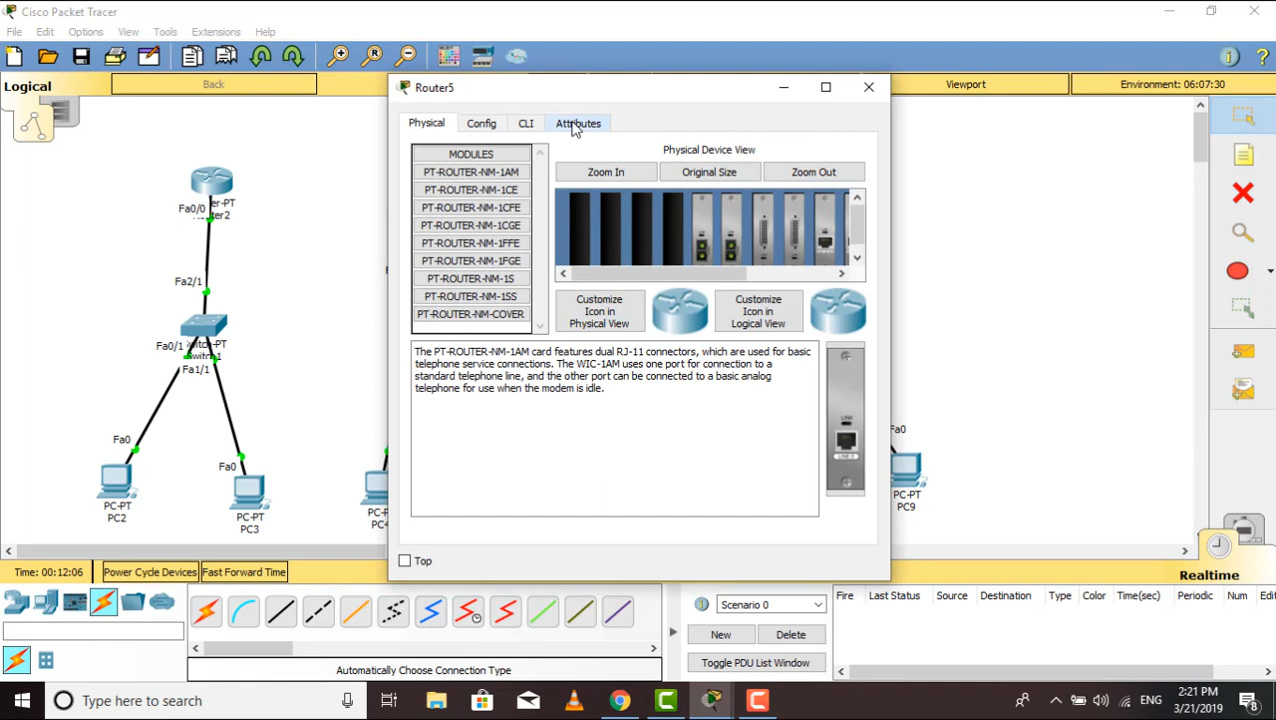 Cisco Packet Tracer
File Edit Options View Tools Extensions Help
Logical
Back
Viewport
Environment: 06:07:30
Router5
Physical Config CLI Attributes
MODULES
PT-ROUTER-NM-1AM
PT-ROUTER-NM-1CE
PT-ROUTER-NM-1CFE
PT-ROUTER-NM-1CGE
PT-ROUTER-NM-1FFE
PT-ROUTER-NM-1FGE
PT-ROUTER-NM-1S
PT-ROUTER-NM-1SS
PT-ROUTER-NM-COVER
Physical Device View
Zoom In Original Size Zoom Out
Customize
Icon in
Physical View
Customize
Icon in
Logical View
The PT-ROUTER-NM-1AM card features dual RJ-11 connectors, which are used for basic
telephone service connections. The WIC-1AM uses one port for connection to a
standard telephone line, and the other port can be connected to a basic analog
telephone for use when the modem is idle.
Top
Fa0/0
Fa2/1
Fa0/1
Fa1/1
Fa0
Fa0
PC-PT
PC2
PC-PT
PC3
Fa0
PC-PT
PC9
Time: 00:12:06 Power Cycle Devices Fast Forward Time
Realtime
Automatically Choose Connection Type
Scenario 0
New Delete
Toggle PDU List Window
Fire Last Status Source Destination Type Color Time(sec) Periodic Num Edit
Type here to search
ENG
2:21 PM
3/21/2019
8